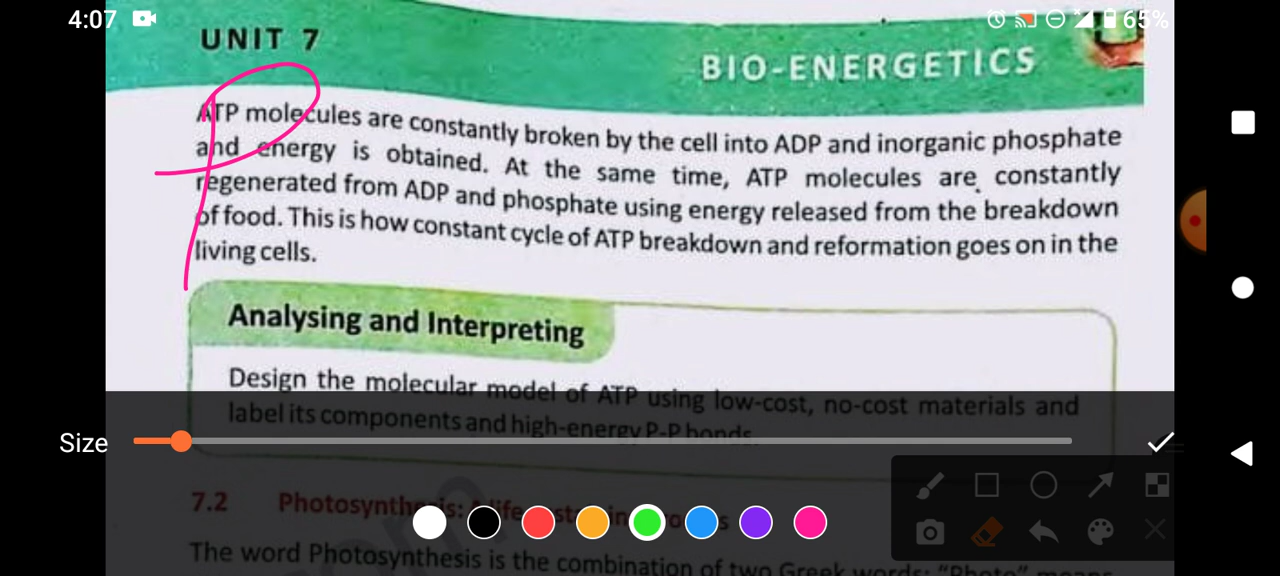 4:07
65%
UNIT 7
BIO-ENERGETICS
ATP molecules are constantly broken by the cell into ADP and inorganic phosphate
and energy is obtained. At the same time, ATP molecules are constantly
regenerated from ADP and phosphate using energy released from the breakdown
of food. This is how constant cycle of ATP breakdown and reformation goes on in the
living cells.
Analysing and Interpreting
Design the molecular model of ATP using low-cost, no-cost materials and
label its components and high-energy P-P bonds.
Size
7.2 Photosynthesis: A life
The word Photosynthesis is the combination of two Greek words: "Photo" means